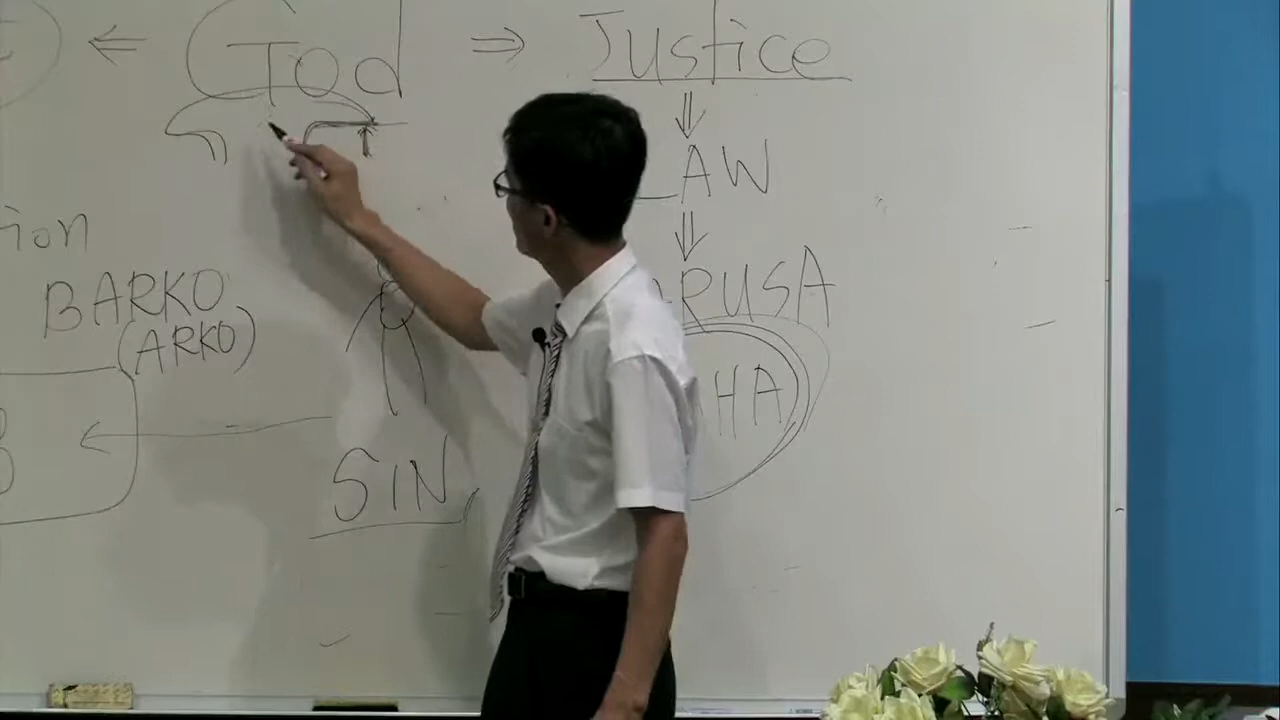 ⇐ God ⇒ Justice
⇓
AW
⇓
ion
RUSA
BARKO
(ARKO)
HA
SIN